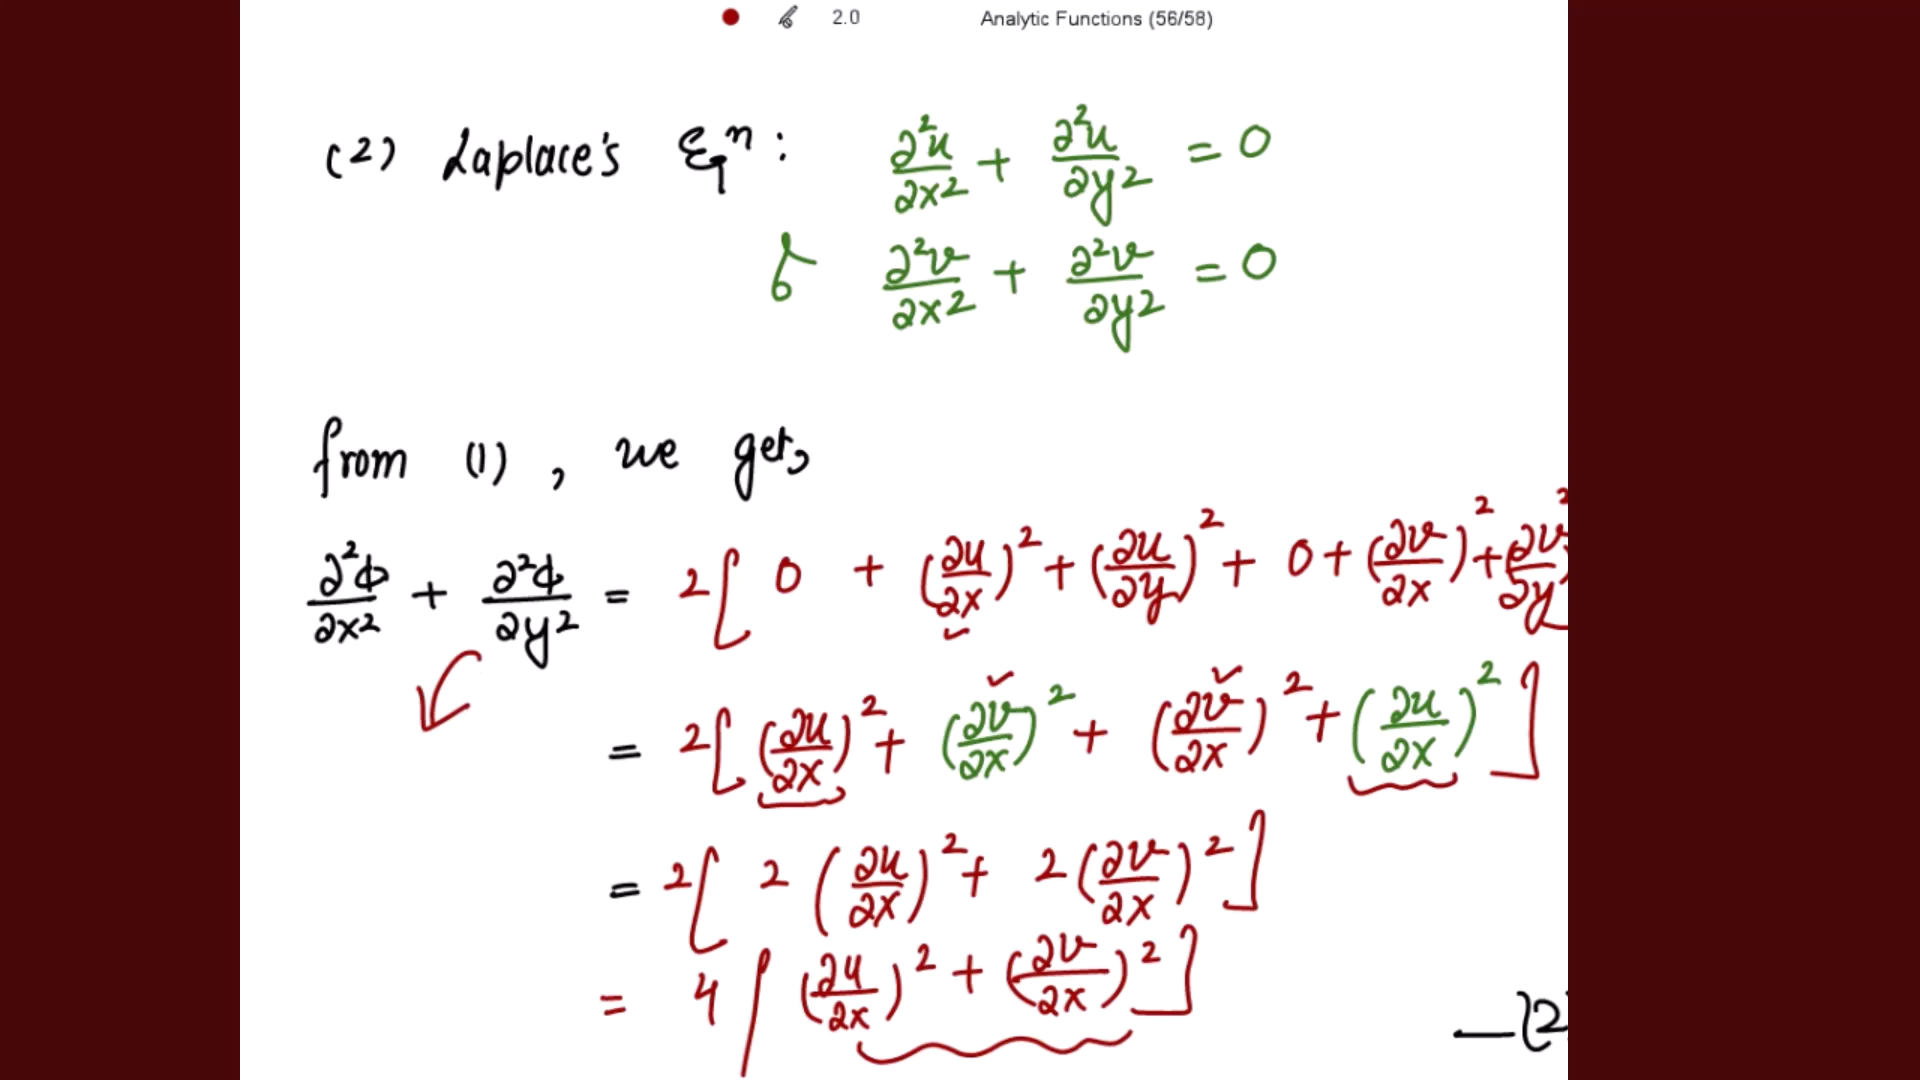 2.0 Analytic Functions (56/58)
(2) Laplace's Eqⁿ: ∂²u/∂x² + ∂²u/∂y² = 0
& ∂²v/∂x² + ∂²v/∂y² = 0
from (1), we get,
∂²ϕ/∂x² + ∂²ϕ/∂y² = 2[ 0 + (∂u/∂x)² + (∂u/∂y)² + 0 + (∂v/∂x)² + (∂v/∂y)²
= 2[ (∂u/∂x)² + (∂v/∂x)² + (∂v/∂x)² + (∂u/∂x)² ]
= 2[ 2 (∂u/∂x)² + 2 (∂v/∂x)² ]
= 4[ (∂u/∂x)² + (∂v/∂x)² ] —(2)